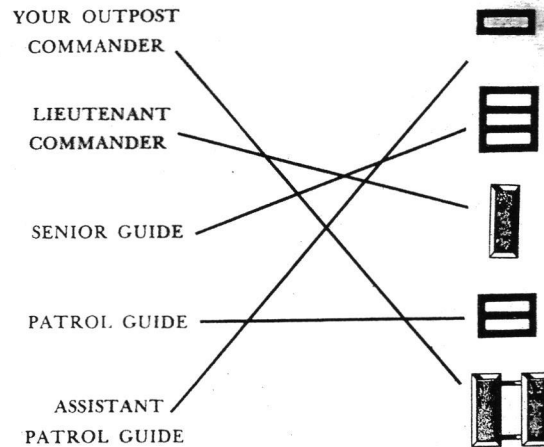 YOUR OUTPOST
COMMANDER
LIEUTENANT
COMMANDER
SENIOR GUIDE
PATROL GUIDE
ASSISTANT
PATROL GUIDE